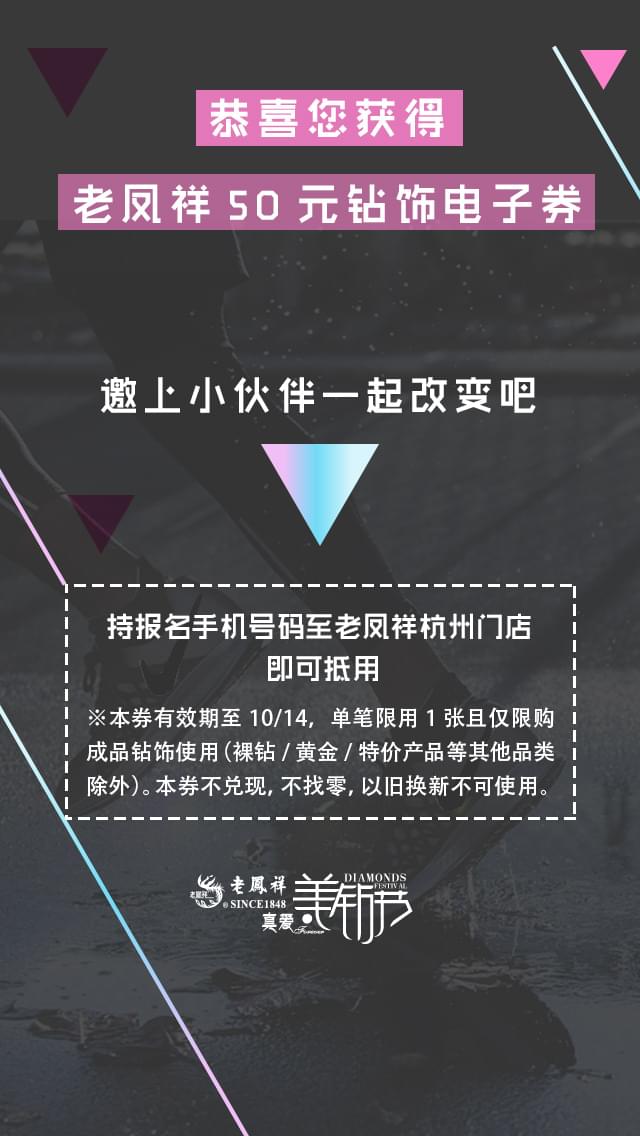 恭喜您获得
老凤祥 50 元钻饰电子券
邀上小伙伴一起改变吧
持报名手机号码至老凤祥杭州门店
即可抵用
※本券有效期至 10/14，单笔限用 1 张且仅限购
成品钻饰使用（裸钻 / 黄金 / 特价产品等其他品类
除外）。本券不兑现，不找零，以旧换新不可使用。
老鳳祥
® SINCE1848
真爱
Forever
美钻节
DIAMONDS
FESTIVAL